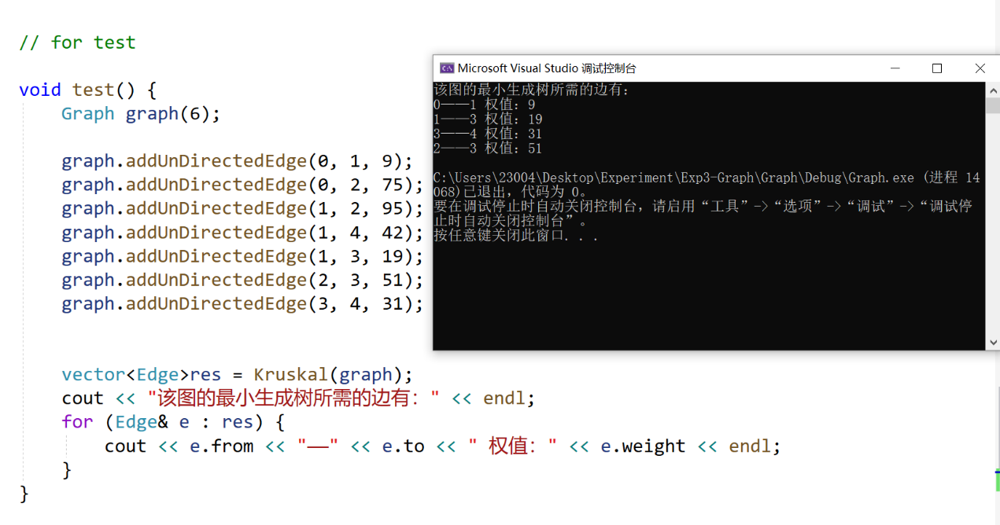 // for test
void test() {
Graph graph(6);
graph.addUnDirectedEdge(0, 1, 9);
graph.addUnDirectedEdge(0, 2, 75);
graph.addUnDirectedEdge(1, 2, 95);
graph.addUnDirectedEdge(1, 4, 42);
graph.addUnDirectedEdge(1, 3, 19);
graph.addUnDirectedEdge(2, 3, 51);
graph.addUnDirectedEdge(3, 4, 31);
vector<Edge>res = Kruskal(graph);
cout << "该图的最小生成树所需的边有：" << endl;
for (Edge& e : res) {
cout << e.from << "——" << e.to << " 权值：" << e.weight << endl;
}
}
Microsoft Visual Studio 调试控制台
该图的最小生成树所需的边有：
0——1 权值：9
1——3 权值：19
3——4 权值：31
2——3 权值：51
C:\Users\23004\Desktop\Experiment\Exp3-Graph\Graph\Debug\Graph.exe (进程 14
068)已退出，代码为 0。
要在调试停止时自动关闭控制台，请启用“工具”->“选项”->“调试”->“调试停
止时自动关闭控制台”。
按任意键关闭此窗口. . .